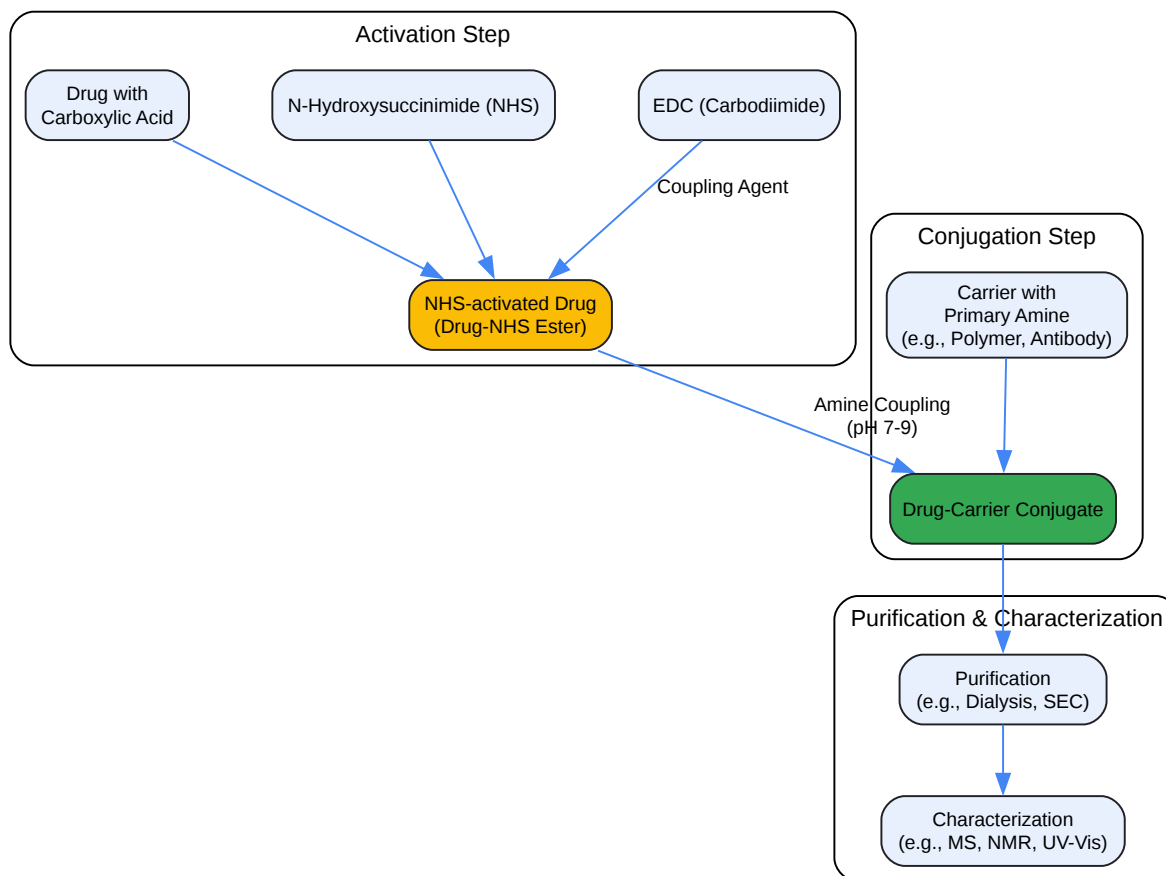 Activation Step
Drug with
Carboxylic Acid
N-Hydroxysuccinimide (NHS)
EDC (Carbodiimide)
Coupling Agent
NHS-activated Drug
(Drug-NHS Ester)
Conjugation Step
Carrier with
Primary Amine
(e.g., Polymer, Antibody)
Amine Coupling
(pH 7-9)
Drug-Carrier Conjugate
Purification & Characterization
Purification
(e.g., Dialysis, SEC)
Characterization
(e.g., MS, NMR, UV-Vis)